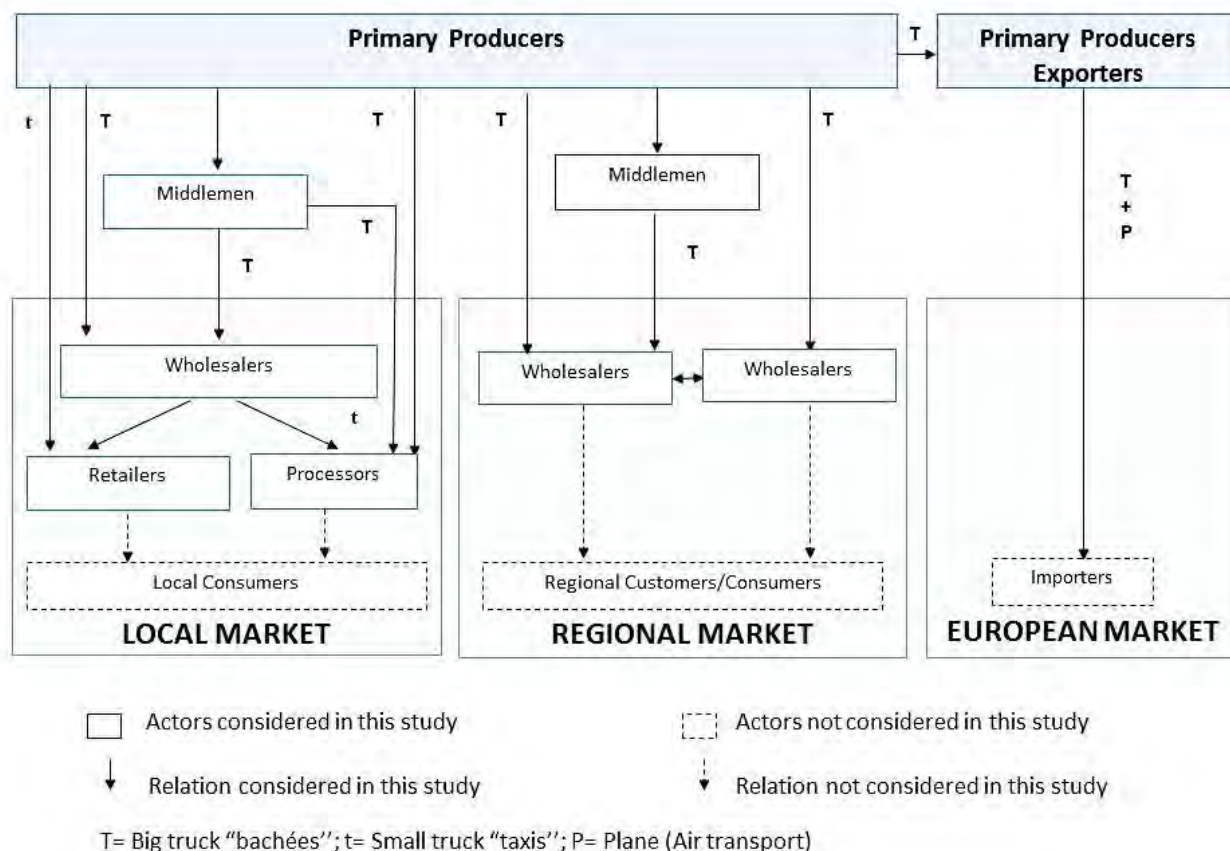 Primary Producers
T
Primary Producers
Exporters
t
T
T
T
T
Middlemen
Middlemen
T
+
P
T
T
T
Wholesalers
Wholesalers
Wholesalers
t
Retailers
Processors
Local Consumers
Regional Customers/Consumers
Importers
LOCAL MARKET
REGIONAL MARKET
EUROPEAN MARKET
Actors considered in this study
Actors not considered in this study
Relation considered in this study
Relation not considered in this study
T= Big truck “bachées’’; t= Small truck “taxis’’; P= Plane (Air transport)